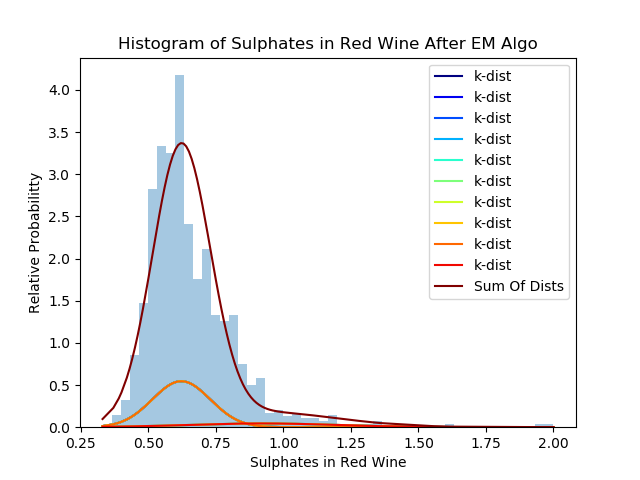 Histogram of Sulphates in Red Wine After EM Algo
k-dist
k-dist
k-dist
k-dist
k-dist
k-dist
k-dist
k-dist
k-dist
k-dist
Sum Of Dists
Relative Probabilitty
4.0
3.5
3.0
2.5
2.0
1.5
1.0
0.5
0.0
0.25 0.50 0.75 1.00 1.25 1.50 1.75 2.00
Sulphates in Red Wine